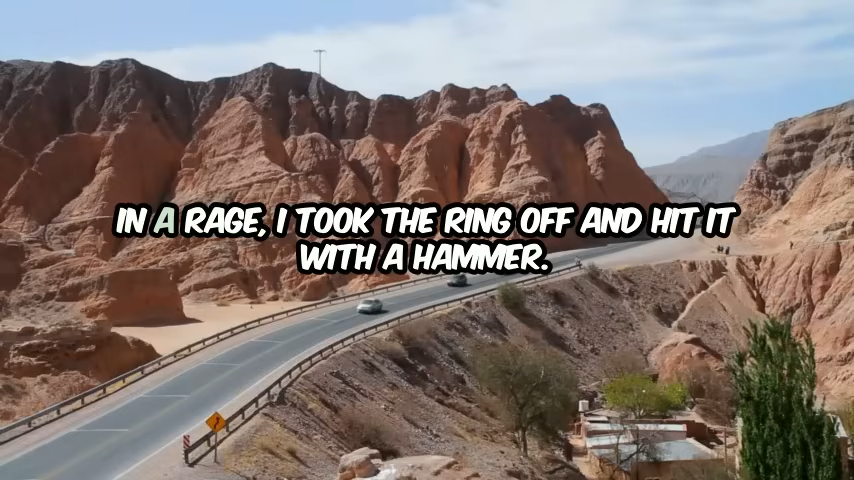 IN A RAGE, I TOOK THE RING OFF AND HIT IT
WITH A HAMMER.